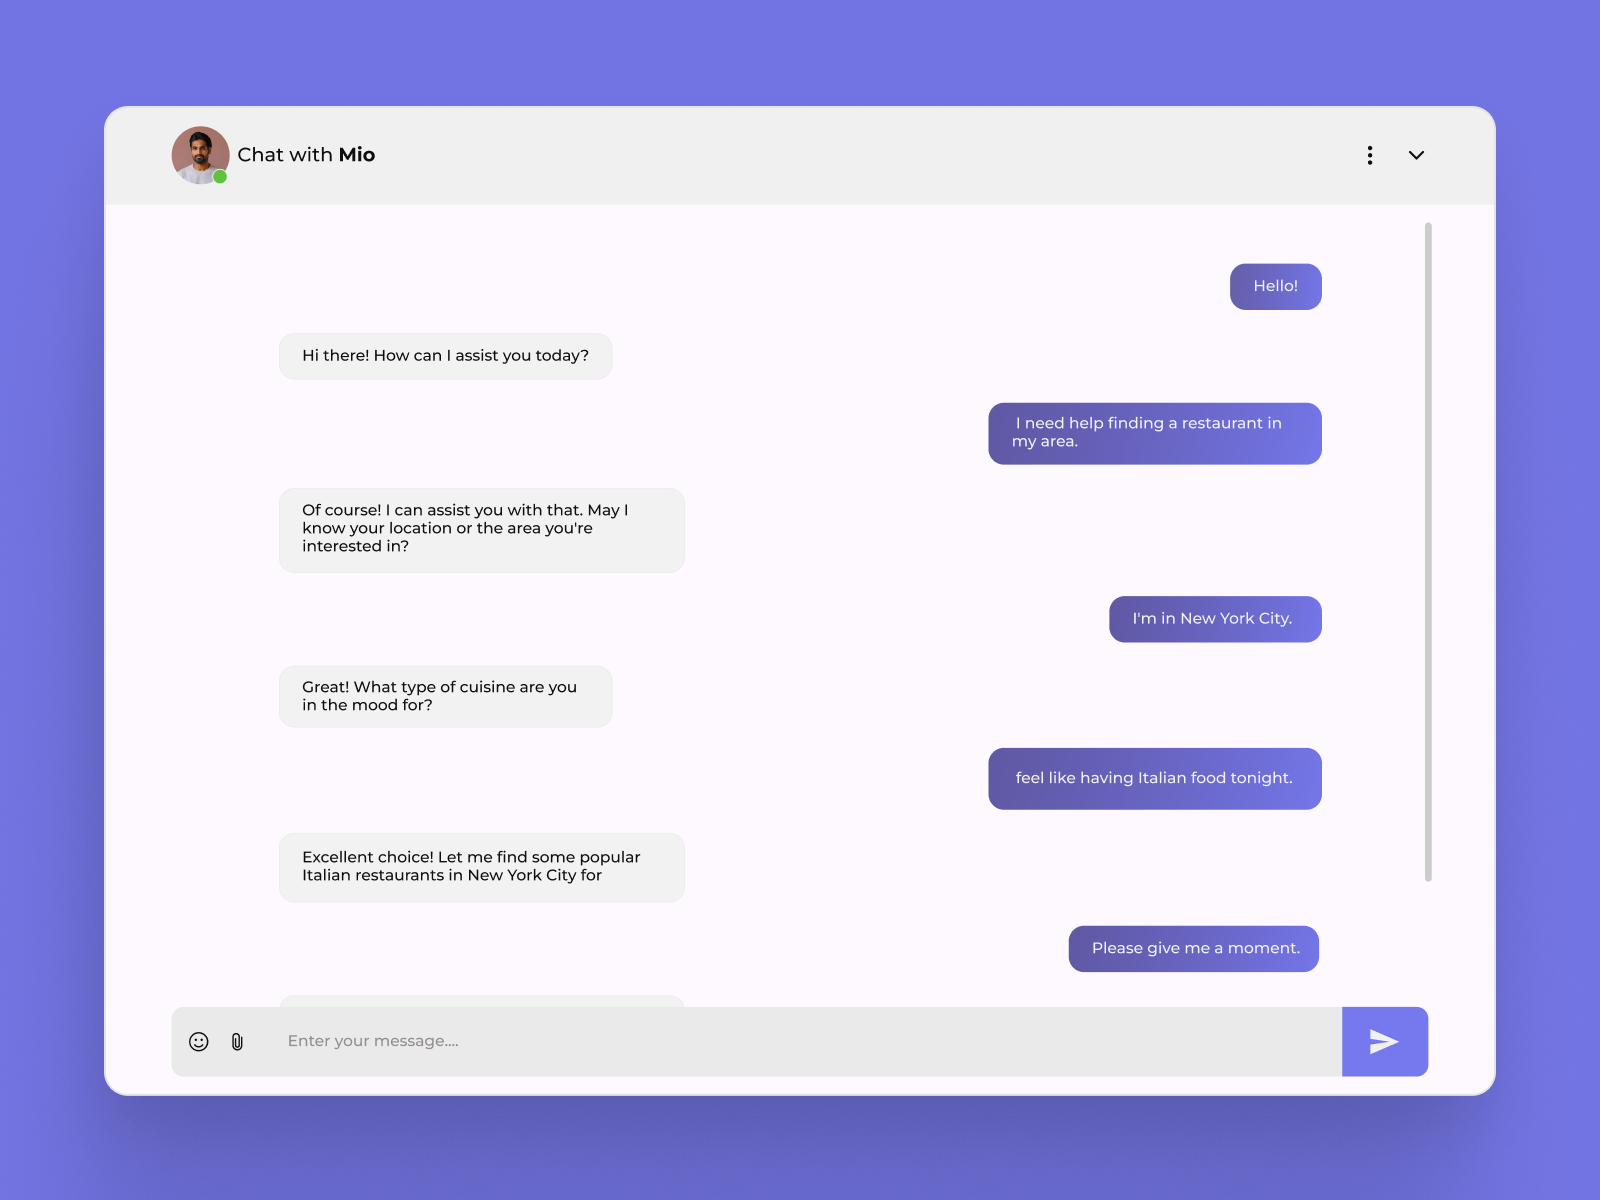 Chat with Mio
Hello!
Hi there! How can I assist you today?
I need help finding a restaurant in
my area.
Of course! I can assist you with that. May I
know your location or the area you're
interested in?
I'm in New York City.
Great! What type of cuisine are you
in the mood for?
feel like having Italian food tonight.
Excellent choice! Let me find some popular
Italian restaurants in New York City for
Please give me a moment.
Enter your message....